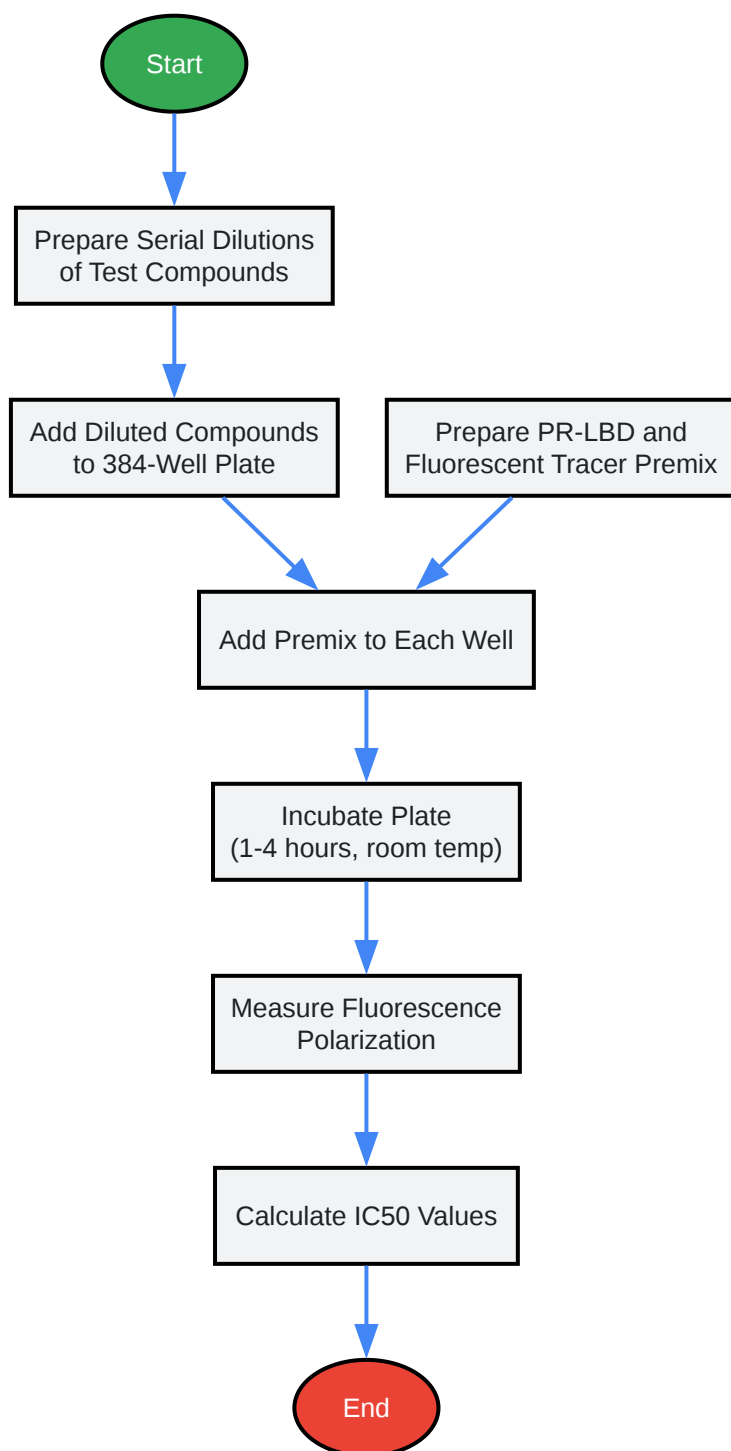 Start
Prepare Serial Dilutions
of Test Compounds
Add Diluted Compounds
to 384-Well Plate
Prepare PR-LBD and
Fluorescent Tracer Premix
Add Premix to Each Well
Incubate Plate
(1-4 hours, room temp)
Measure Fluorescence
Polarization
Calculate IC50 Values
End